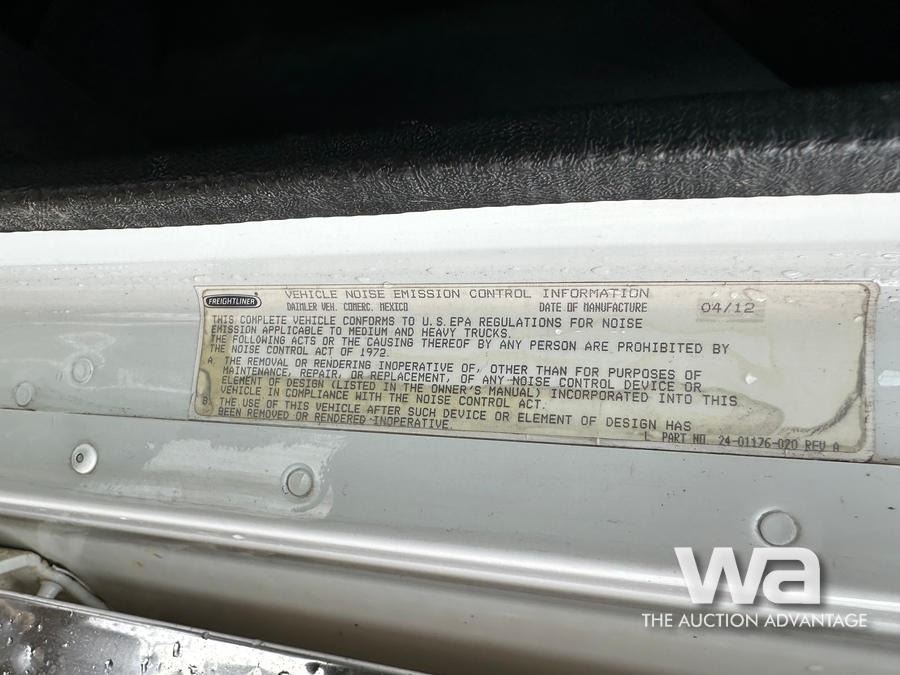 FREIGHTLINER
VEHICLE NOISE EMISSION CONTROL INFORMATION
DAIMLER VEH. COMERC. MEXICO DATE OF MANUFACTURE 04/12
THIS COMPLETE VEHICLE CONFORMS TO U.S.EPA REGULATIONS FOR NOISE
EMISSION APPLICABLE TO MEDIUM AND HEAVY TRUCKS.
THE FOLLOWING ACTS OR THE CAUSING THEREOF BY ANY PERSON ARE PROHIBITED BY
THE NOISE CONTROL ACT OF 1972.
A. THE REMOVAL OR RENDERING INOPERATIVE OF, OTHER THAN FOR PURPOSES OF
MAINTENANCE, REPAIR, OR REPLACEMENT, OF ANY NOISE CONTROL DEVICE OR
ELEMENT OF DESIGN (LISTED IN THE OWNER'S MANUAL) INCORPORATED INTO THIS
VEHICLE IN COMPLIANCE WITH THE NOISE CONTROL ACT.
B. THE USE OF THIS VEHICLE AFTER SUCH DEVICE OR ELEMENT OF DESIGN HAS
BEEN REMOVED OR RENDERED INOPERATIVE.
PART NO 24-01176-020 REV A
wa
THE AUCTION ADVANTAGE